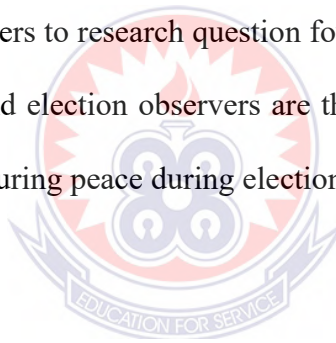 ers to research question fo
d election observers are th
uring peace during election
EDUCATION FOR SERVICE